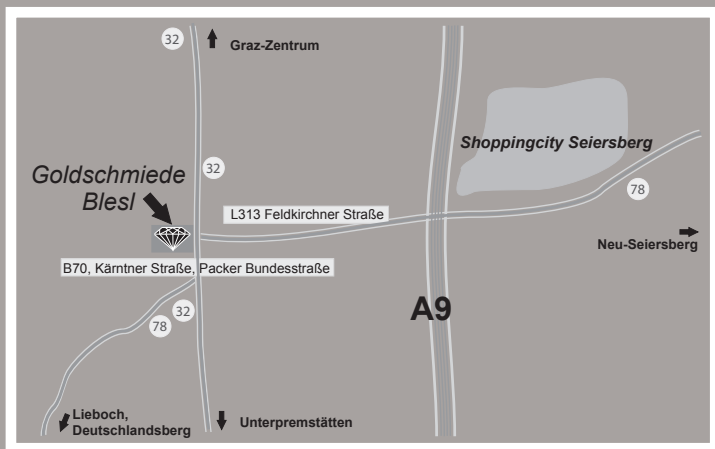 32
Graz-Zentrum
Shoppingcity Seiersberg
32
Goldschmiede
Blesl
78
L313 Feldkirchner Straße
Neu-Seiersberg
B70, Kärntner Straße, Packer Bundesstraße
A9
32
78
Lieboch,
Deutschlandsberg
Unterpremstätten